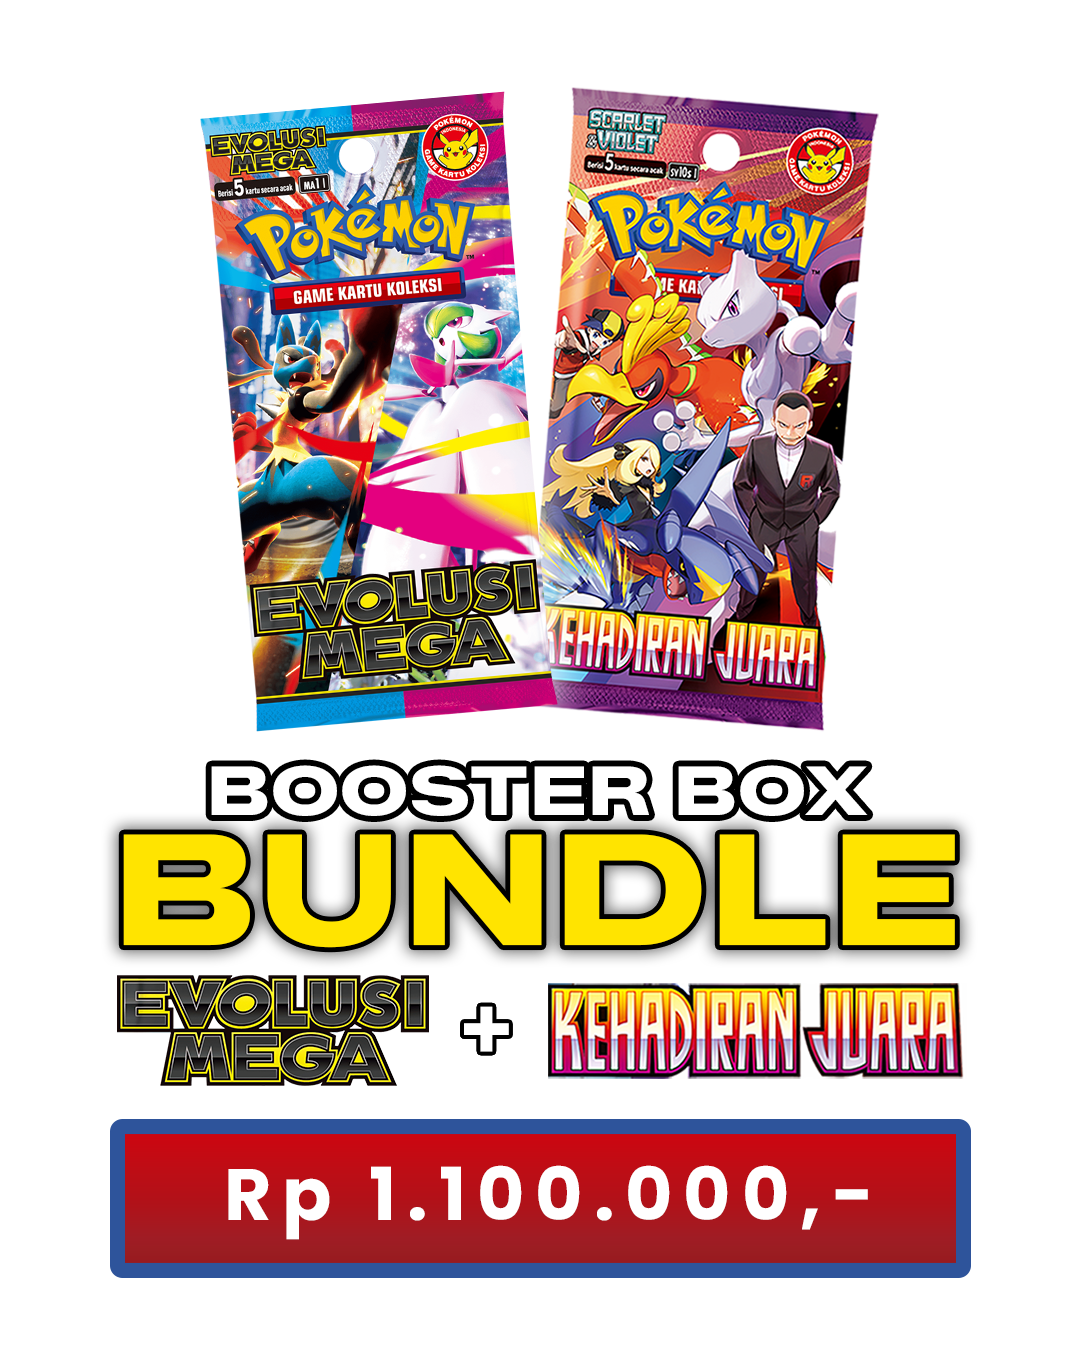 EVOLUSI
MEGA
Berisi 5 kartu secara acak
MA1 I
POKÉMON
INDONESIA
GAME KARTU KOLEKSI
POKéMON™
GAME KARTU KOLEKSI
EVOLUSI
MEGA
SCARLET
& VIOLET
Berisi 5 kartu secara acak
sv10s I
POKÉMON
INDONESIA
GAME KARTU KOLEKSI
POKéMON™
KEHADIRAN JUARA
BOOSTER BOX
BUNDLE
EVOLUSI
MEGA
+
KEHADIRAN JUARA
Rp 1.100.000,-